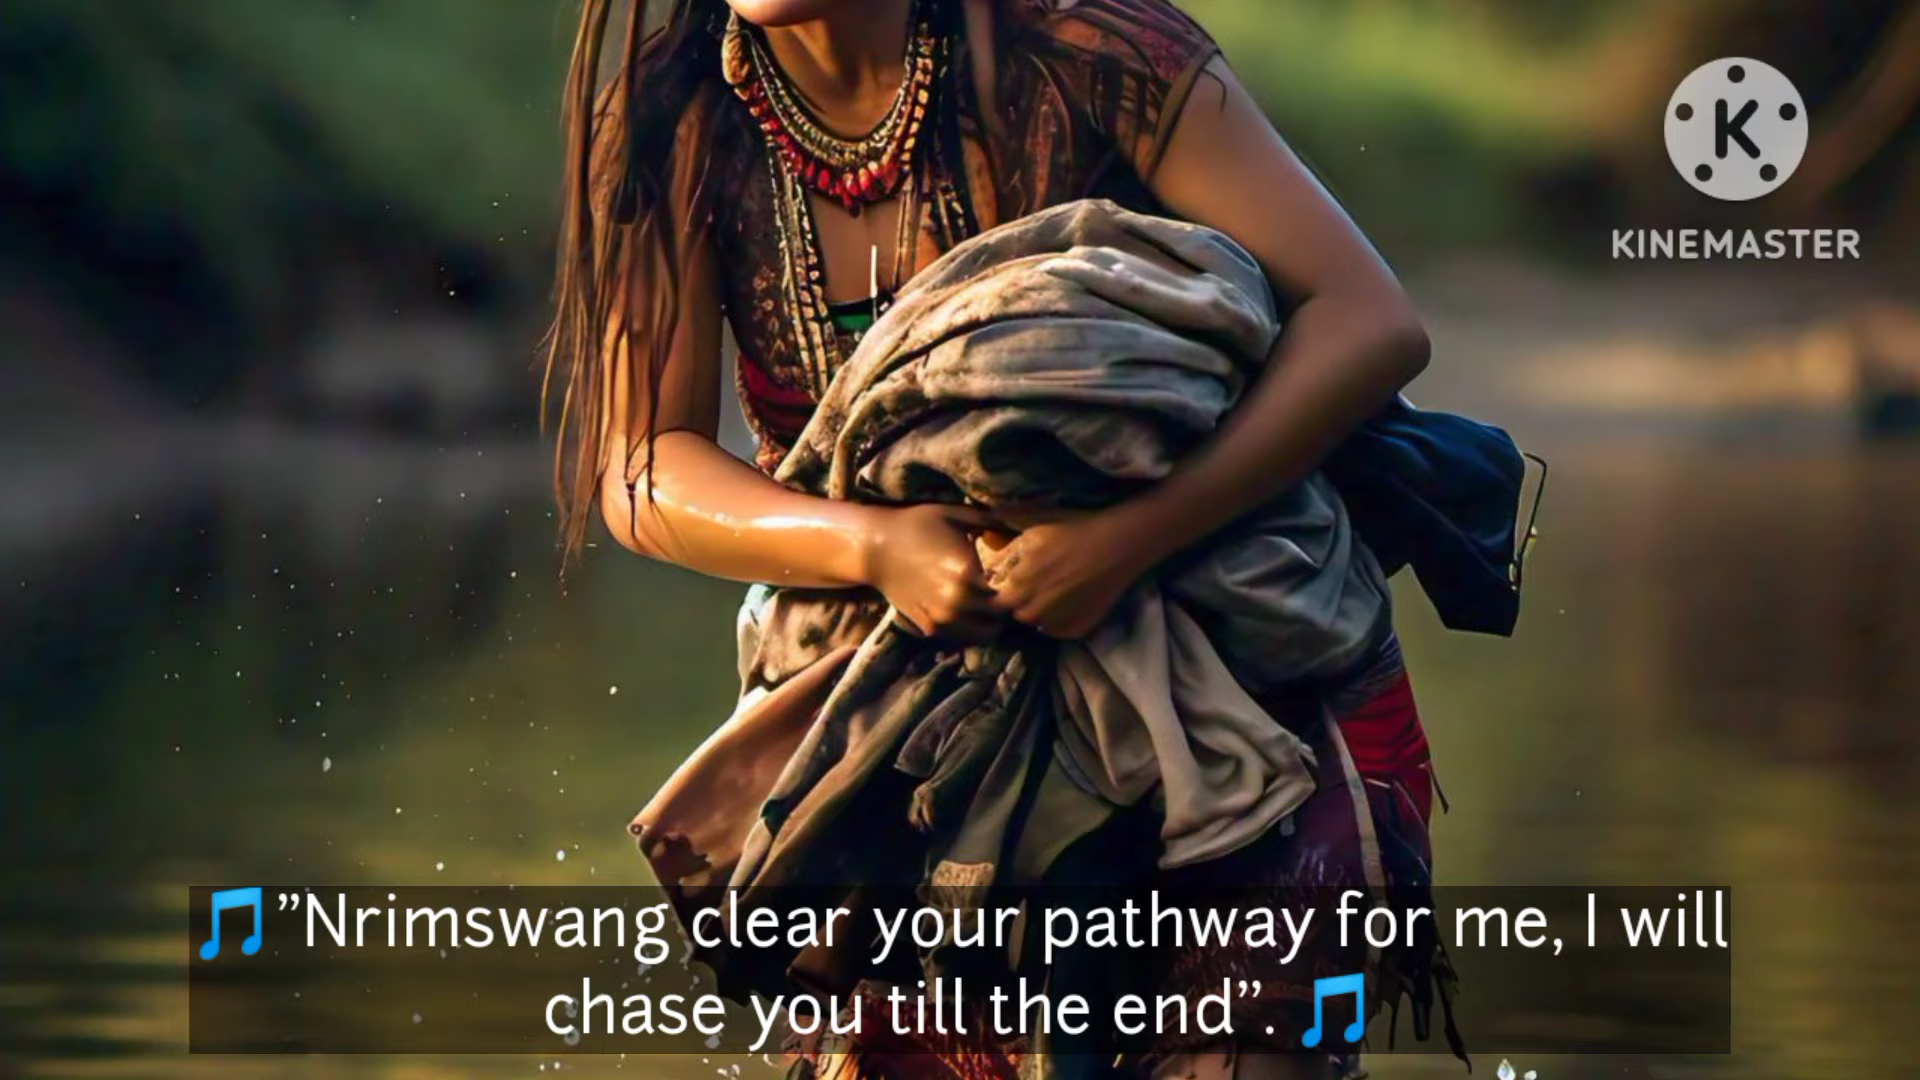 K
KINEMASTER
🎵"Nrimswang clear your pathway for me, I will
chase you till the end”. 🎵